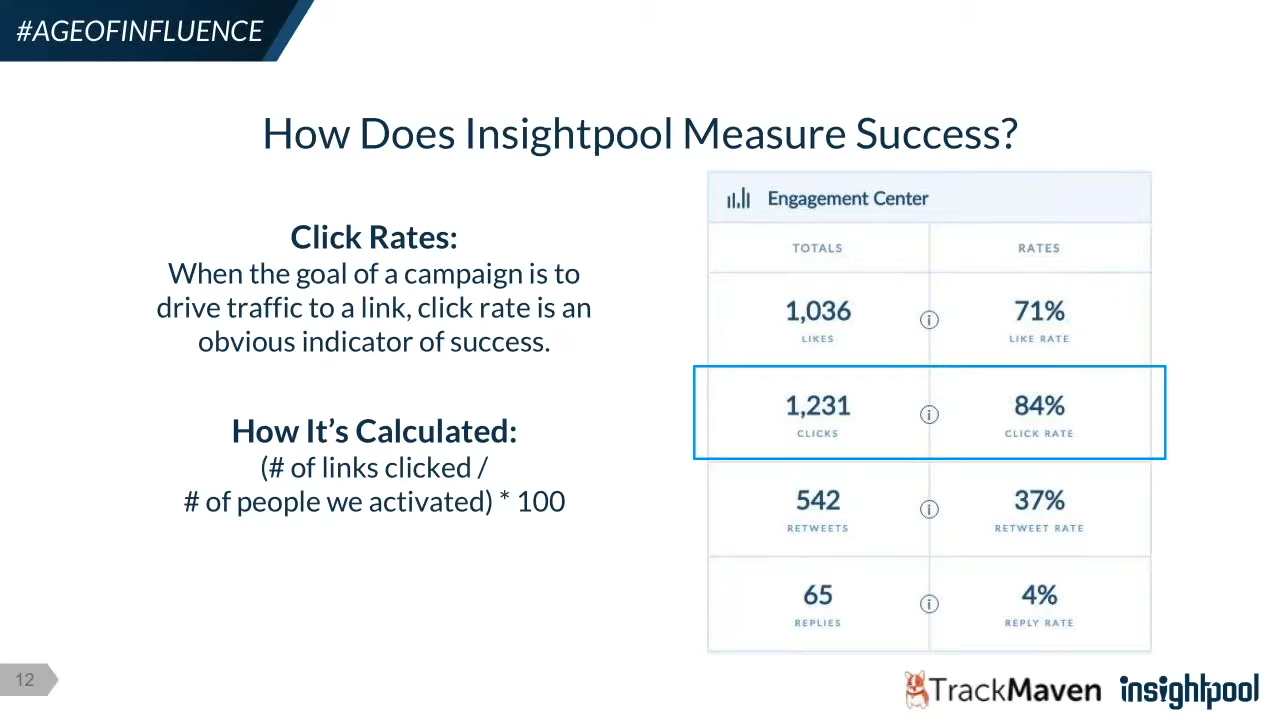 #AGEOFINFLUENCE
How Does Insightpool Measure Success?
Click Rates:
When the goal of a campaign is to
drive traffic to a link, click rate is an
obvious indicator of success.
How It’s Calculated:
(# of links clicked /
# of people we activated) * 100
Engagement Center
TOTALS RATES
1,036 71%
LIKES LIKE RATE
1,231 84%
CLICKS CLICK RATE
542 37%
RETWEETS RETWEET RATE
65 4%
REPLIES REPLY RATE
12
TrackMaven insightpool